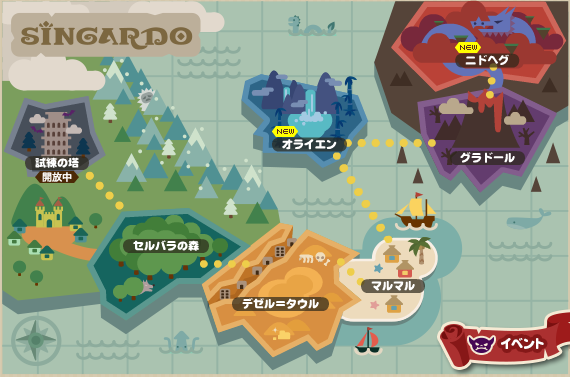 SINGARDO
NEW
ニドヘグ
NEW
オライエン
グラドール
試練の塔
開放中
セルバラの森
マルマル
デゼル=タウル
イベント